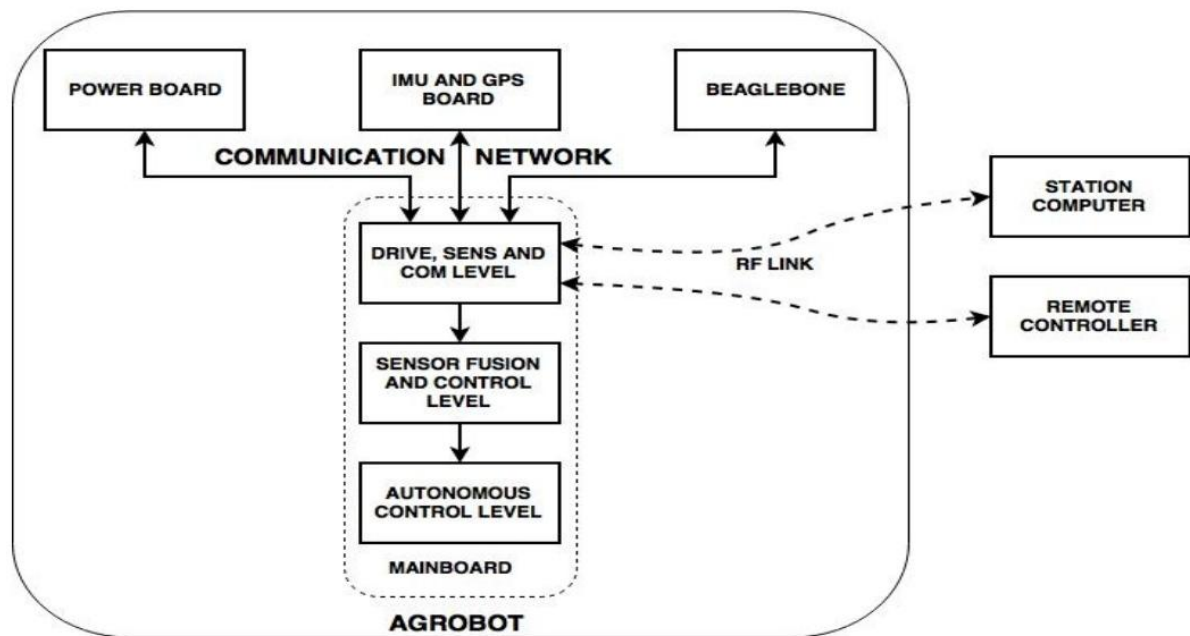 POWER BOARD
IMU AND GPS
BOARD
BEAGLEBONE
COMMUNICATION NETWORK
STATION
COMPUTER
DRIVE, SENS AND
COM LEVEL
RF LINK
REMOTE
CONTROLLER
SENSOR FUSION
AND CONTROL
LEVEL
AUTONOMOUS
CONTROL LEVEL
MAINBOARD
AGROBOT